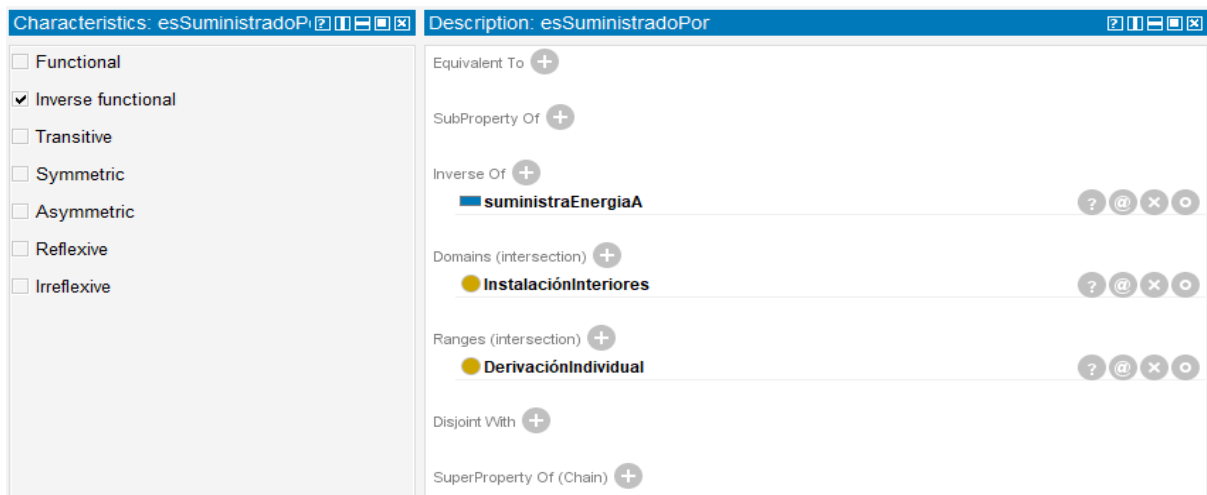 Characteristics: esSuministradoP
Functional
Inverse functional
Transitive
Symmetric
Asymmetric
Reflexive
Irreflexive
Description: esSuministradoPor
Equivalent To
SubProperty Of
Inverse Of
suministraEnergiaA
Domains (intersection)
InstalaciónInteriores
Ranges (intersection)
DerivaciónIndividual
Disjoint With
SuperProperty Of (Chain)